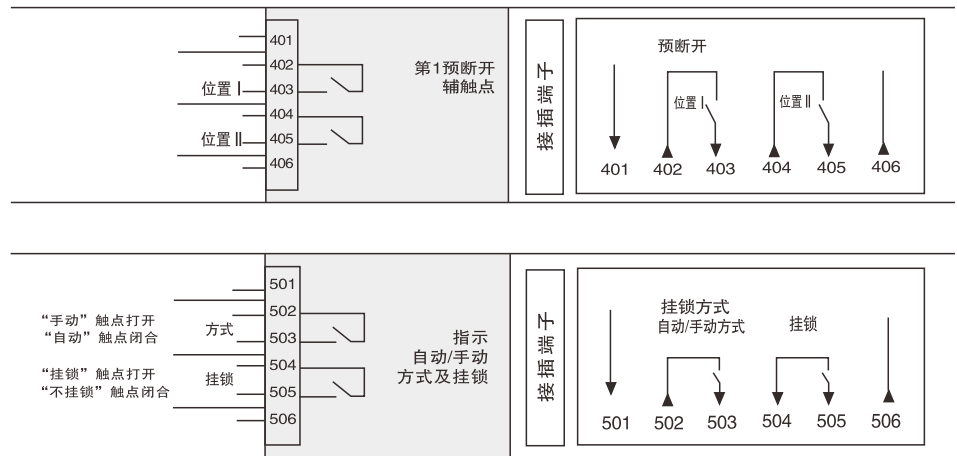 401
402
位置 Ⅰ 403
404
位置 Ⅱ 405
406
第1预断开
辅触点
接插端子
预断开
位置 Ⅰ
位置 Ⅱ
401 402 403 404 405 406
501
502
“手动”触点打开
“自动”触点闭合
方式
503
504
“挂锁”触点打开
“不挂锁”触点闭合
挂锁
505
506
指示
自动/手动
方式及挂锁
接插端子
挂锁方式
自动/手动方式
挂锁
501 502 503 504 505 506